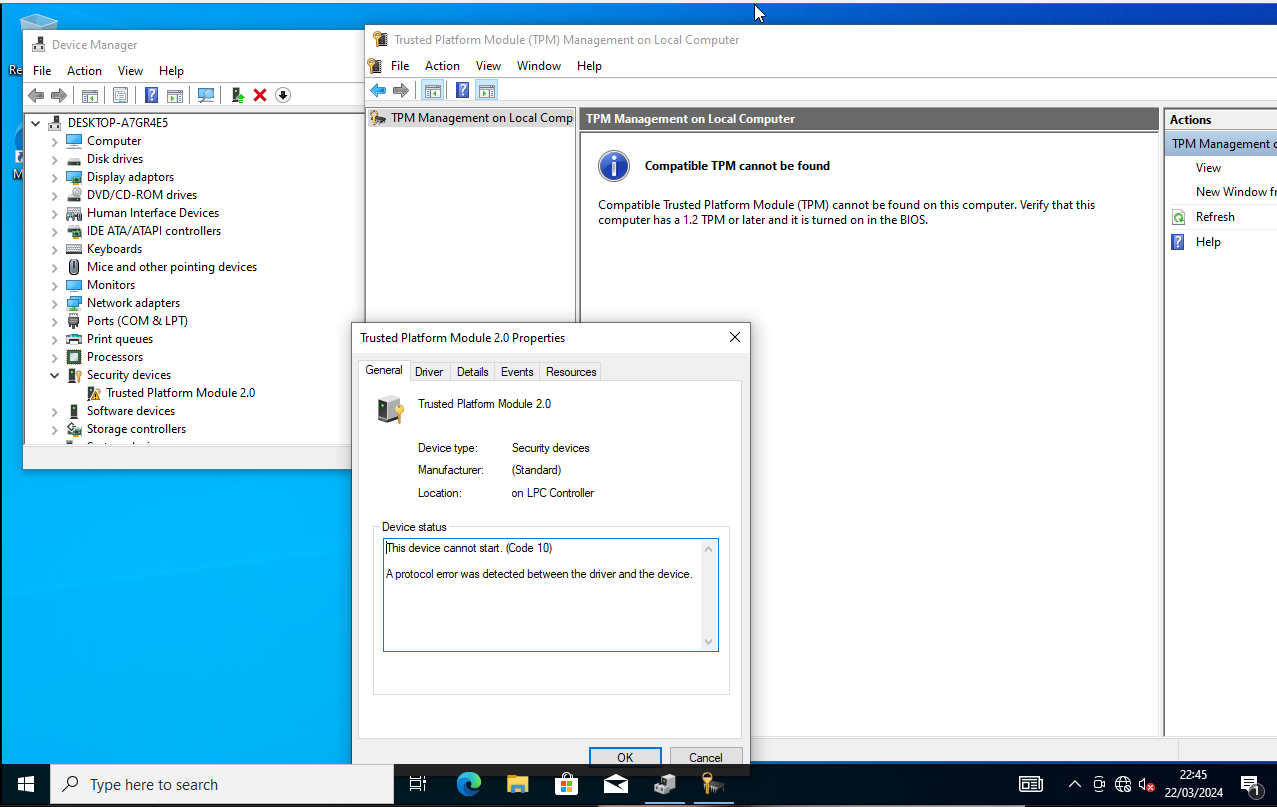 Device Manager
File Action View Help
DESKTOP-A7GR4E5
Computer
Disk drives
Display adaptors
DVD/CD-ROM drives
Human Interface Devices
IDE ATA/ATAPI controllers
Keyboards
Mice and other pointing devices
Monitors
Network adapters
Ports (COM & LPT)
Print queues
Processors
Security devices
Trusted Platform Module 2.0
Software devices
Storage controllers
Trusted Platform Module (TPM) Management on Local Computer
File Action View Window Help
TPM Management on Local Comp
TPM Management on Local Computer
Compatible TPM cannot be found
Compatible Trusted Platform Module (TPM) cannot be found on this computer. Verify that this
computer has a 1.2 TPM or later and it is turned on in the BIOS.
Actions
TPM Management o
View
New Window fr
Refresh
Help
Trusted Platform Module 2.0 Properties
General Driver Details Events Resources
Trusted Platform Module 2.0
Device type: Security devices
Manufacturer: (Standard)
Location: on LPC Controller
Device status
This device cannot start. (Code 10)
A protocol error was detected between the driver and the device.
OK Cancel
Re
M
Type here to search
22:45
22/03/2024
1